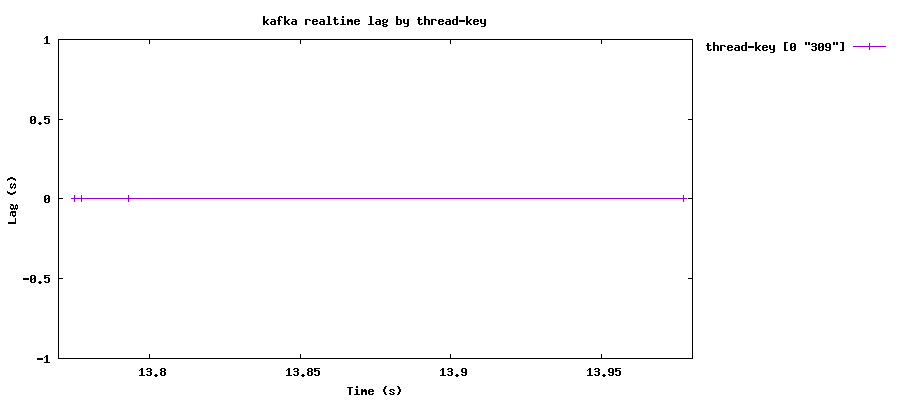 kafka realtime lag by thread-key
thread-key [0 "309"]
1
0.5
0
-0.5
-1
Lag (s)
13.8 13.85 13.9 13.95
Time (s)